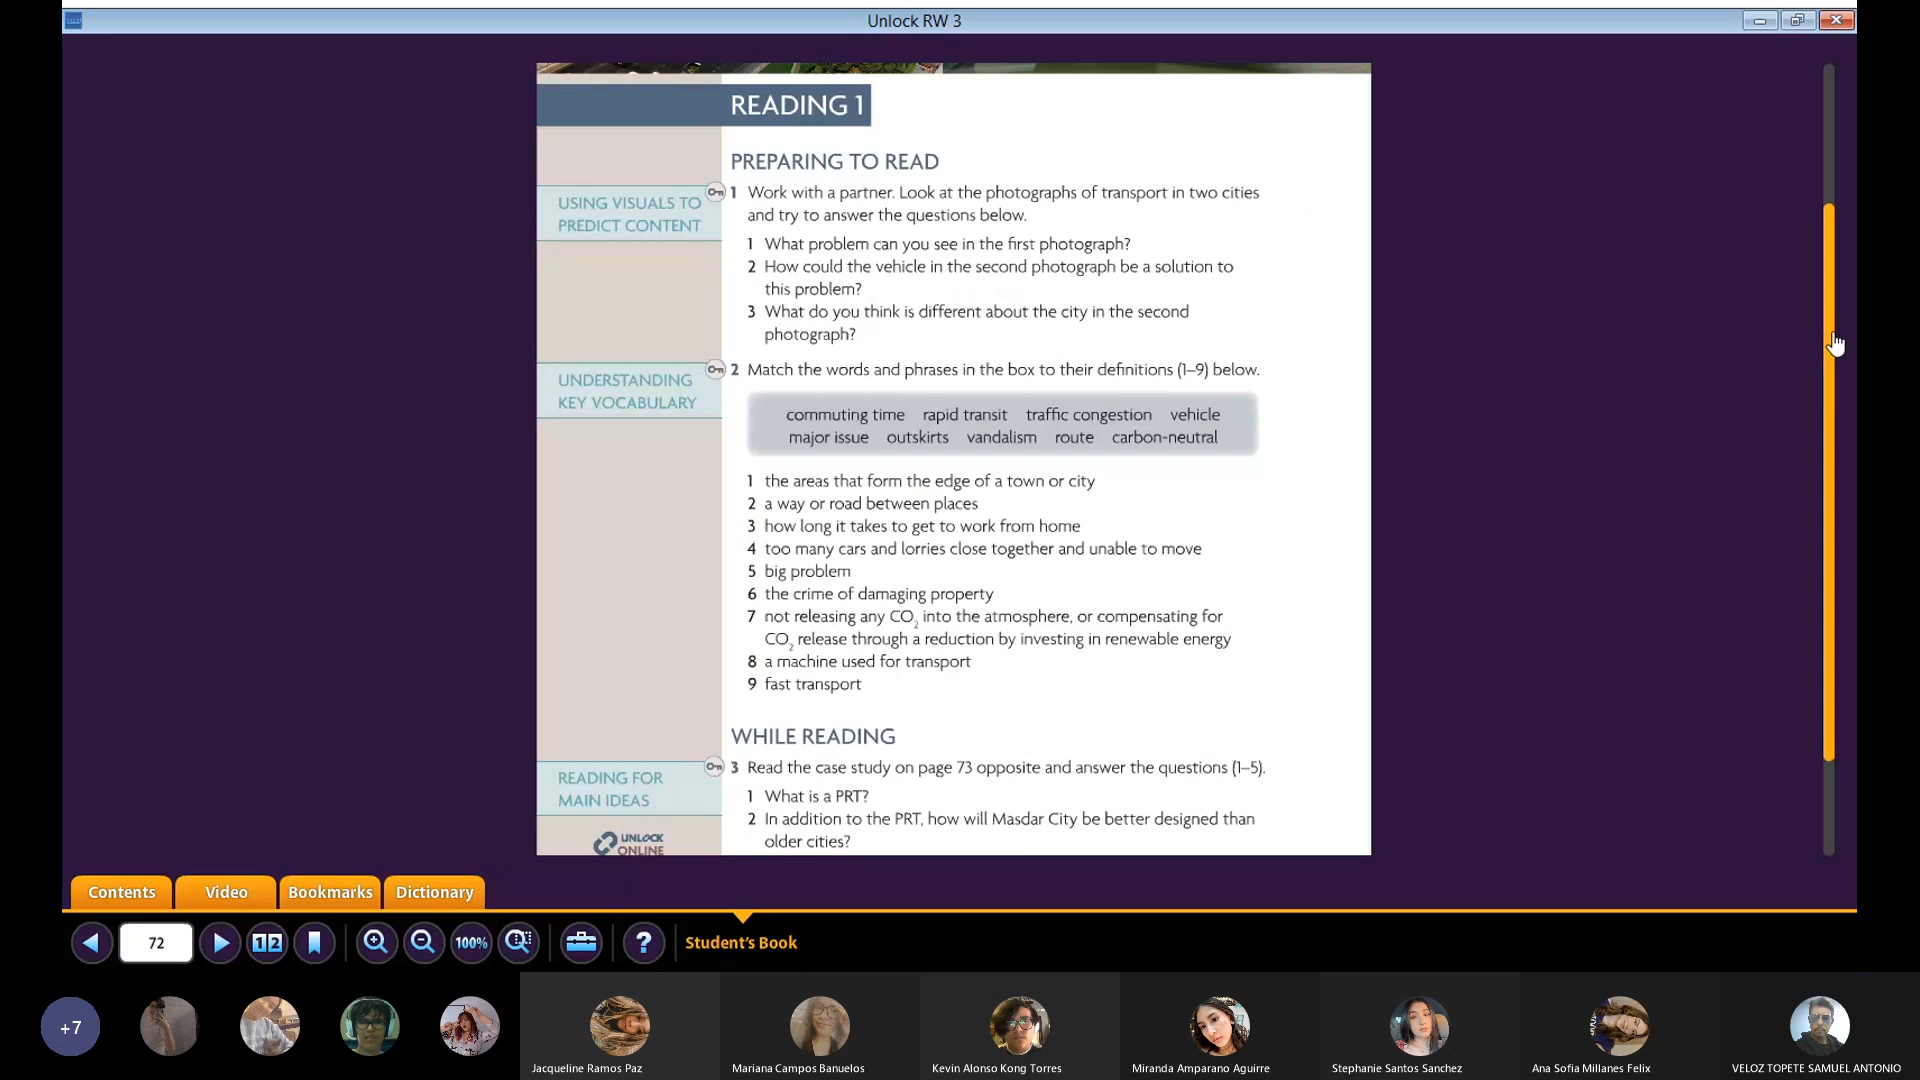 Unlock RW 3
READING 1
PREPARING TO READ
USING VISUALS TO
PREDICT CONTENT
1 Work with a partner. Look at the photographs of transport in two cities
and try to answer the questions below.
1 What problem can you see in the first photograph?
2 How could the vehicle in the second photograph be a solution to
this problem?
3 What do you think is different about the city in the second
photograph?
UNDERSTANDING
KEY VOCABULARY
2 Match the words and phrases in the box to their definitions (1–9) below.
commuting time rapid transit traffic congestion vehicle
major issue outskirts vandalism route carbon-neutral
1 the areas that form the edge of a town or city
2 a way or road between places
3 how long it takes to get to work from home
4 too many cars and lorries close together and unable to move
5 big problem
6 the crime of damaging property
7 not releasing any CO₂ into the atmosphere, or compensating for
CO₂ release through a reduction by investing in renewable energy
8 a machine used for transport
9 fast transport
WHILE READING
READING FOR
MAIN IDEAS
3 Read the case study on page 73 opposite and answer the questions (1–5).
1 What is a PRT?
2 In addition to the PRT, how will Masdar City be better designed than
older cities?
UNLOCK
ONLINE
Contents Video Bookmarks Dictionary
72 12 100% ? Student's Book
+7
Jacqueline Ramos Paz
Mariana Campos Banuelos
Kevin Alonso Kong Torres
Miranda Amparano Aguirre
Stephanie Santos Sanchez
Ana Sofia Millanes Felix
VELOZ TOPETE SAMUEL ANTONIO